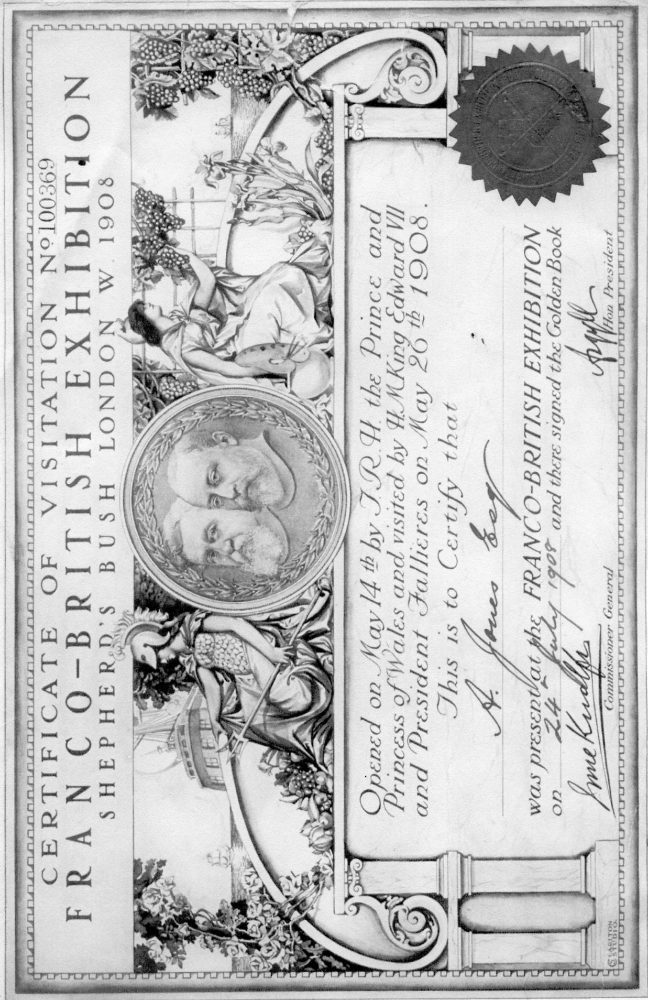 CERTIFICATE OF VISITATION Nº 100369
FRANCO-BRITISH EXHIBITION
SHEPHERD'S BUSH LONDON W. 1908
Opened on May 14th by T.R.H. the Prince and
Princess of Wales and visited by H.M King Edward VII
and President Fallieres on May 26th 1908.
This is to Certify that
A. Jones Esq
was present at the FRANCO-BRITISH EXHIBITION
on 24 July 1908 and there signed the Golden Book
Imre Kiralfy
Argyll
Commissioner General
Hon President
CARLTON
STUDIO.